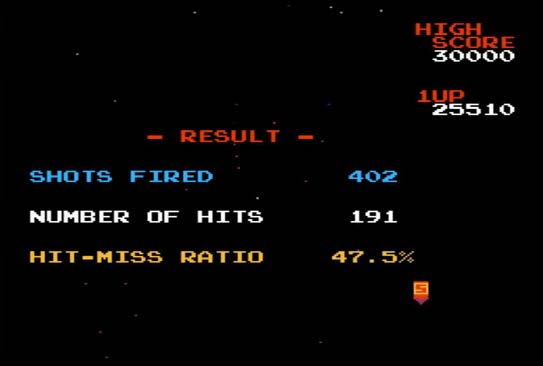 HIGH
SCORE
30000
1UP
25510
- RESULT -
SHOTS FIRED 402
NUMBER OF HITS 191
HIT-MISS RATIO 47.5%
5